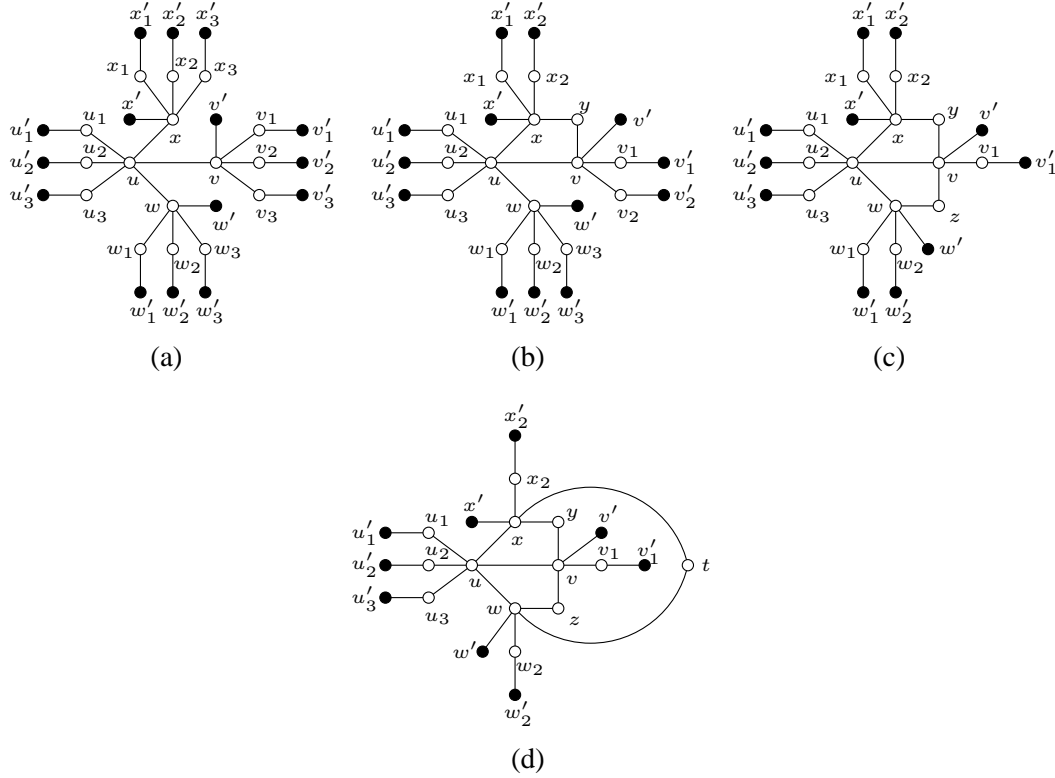 x′₁ x′₂ x′₃
x₁ x₂ x₃
x′ v′
x
u′₁ u₁ v₁ v′₁
u′₂ u₂ v₂ v′₂
u v
u′₃ u₃ v₃ v′₃
w w′
w₁ w₂ w₃
w′₁ w′₂ w′₃
(a)
x′₁ x′₂
x₁ x₂
x′ y
x v′
u′₁ u₁
u′₂ u₂ v₁ v′₁
u v
u′₃ u₃ v₂ v′₂
w w′
w₁ w₂ w₃
w′₁ w′₂ w′₃
(b)
x′₁ x′₂
x₁ x₂
x′ y
x v′
u′₁ u₁
u′₂ u₂ v₁ v′₁
u v
u′₃ u₃
w z
w₁ w₂ w′
w′₁ w′₂
(c)
x′₂
x₂
x′ y
x v′
u′₁ u₁
u′₂ u₂ v₁ v′₁ t
u v
u′₃ u₃
w z
w′ w₂
w′₂
(d)